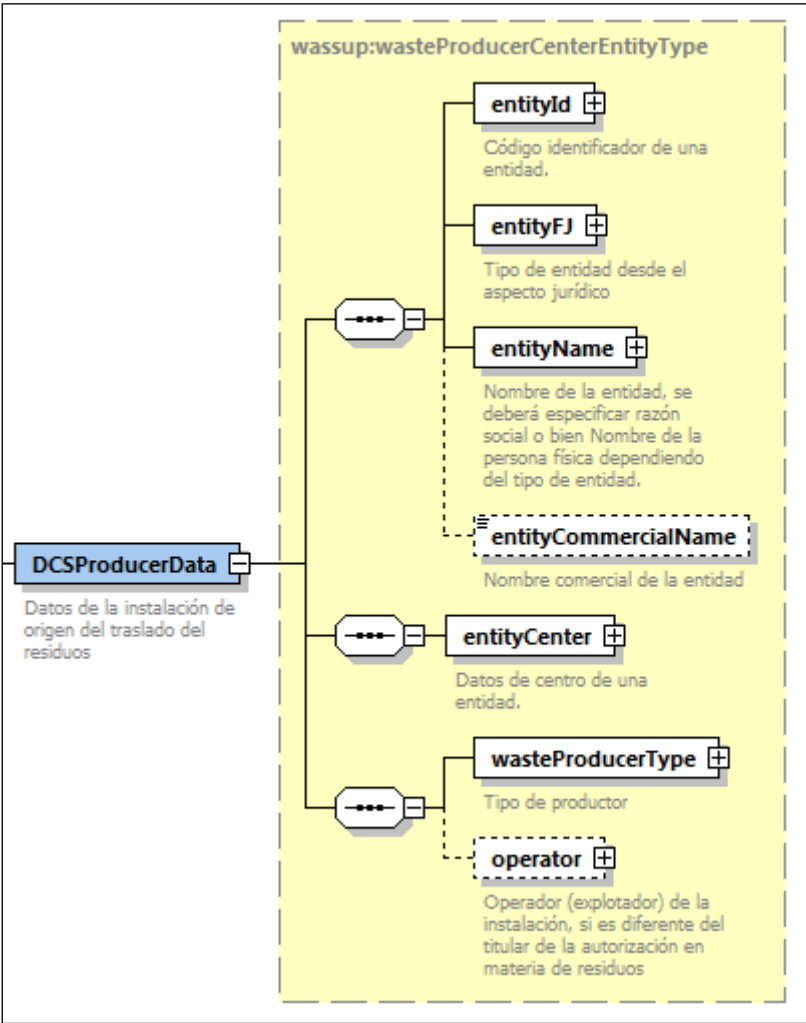 wassup:wasteProducerCenterEntityType
entityId
Código identificador de una
entidad.
entityFJ
Tipo de entidad desde el
aspecto jurídico
entityName
Nombre de la entidad, se
deberá especificar razón
social o bien Nombre de la
persona física dependiendo
del tipo de entidad.
entityCommercialName
Nombre comercial de la entidad
DCSProducerData
Datos de la instalación de
origen del traslado del
residuos
entityCenter
Datos de centro de una
entidad.
wasteProducerType
Tipo de productor
operator
Operador (explotador) de la
instalación, si es diferente del
titular de la autorización en
materia de residuos